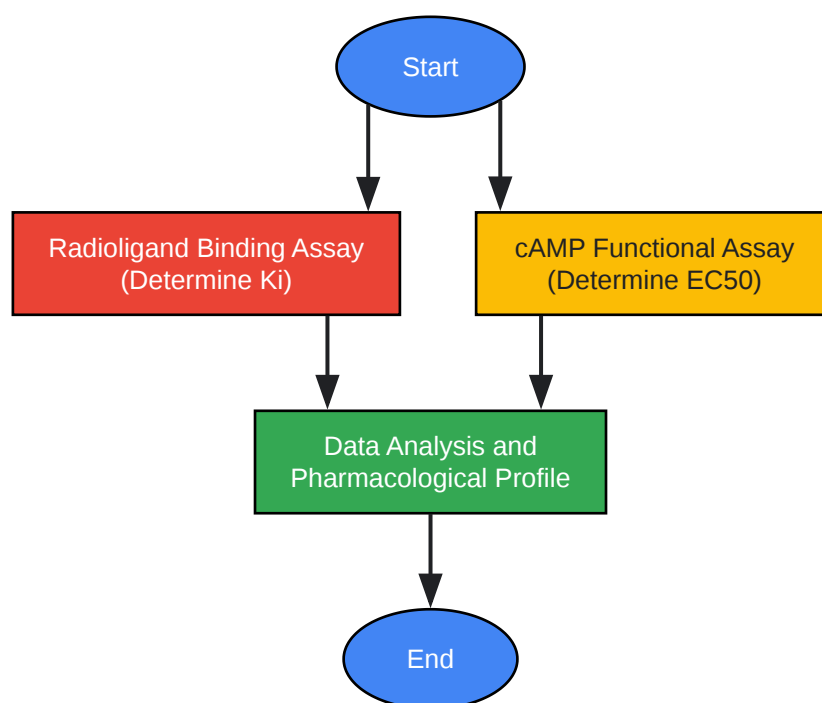 Start
Radioligand Binding Assay
(Determine Ki)
cAMP Functional Assay
(Determine EC50)
Data Analysis and
Pharmacological Profile
End